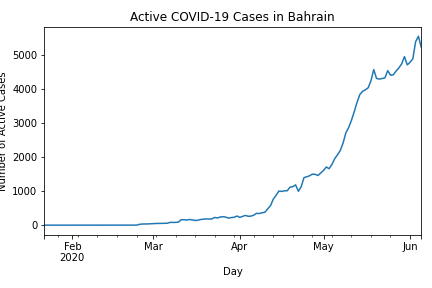 Active COVID-19 Cases in Bahrain
Number of Active Cases
5000
4000
3000
2000
1000
0
Feb Mar Apr May Jun
2020
Day